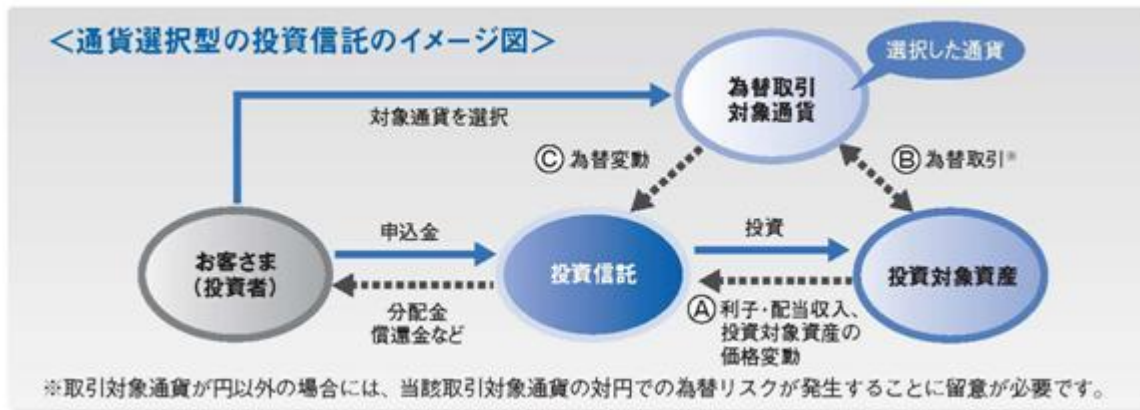 ＜通貨選択型の投資信託のイメージ図＞
選択した通貨
為替取引
対象通貨
対象通貨を選択
Ⓒ 為替変動
Ⓑ 為替取引※
申込金
投資
お客さま
(投資者)
投資信託
投資対象資産
分配金
償還金など
Ⓐ 利子・配当収入、
投資対象資産の
価格変動
※取引対象通貨が円以外の場合には、当該取引対象通貨の対円での為替リスクが発生することに留意が必要です。